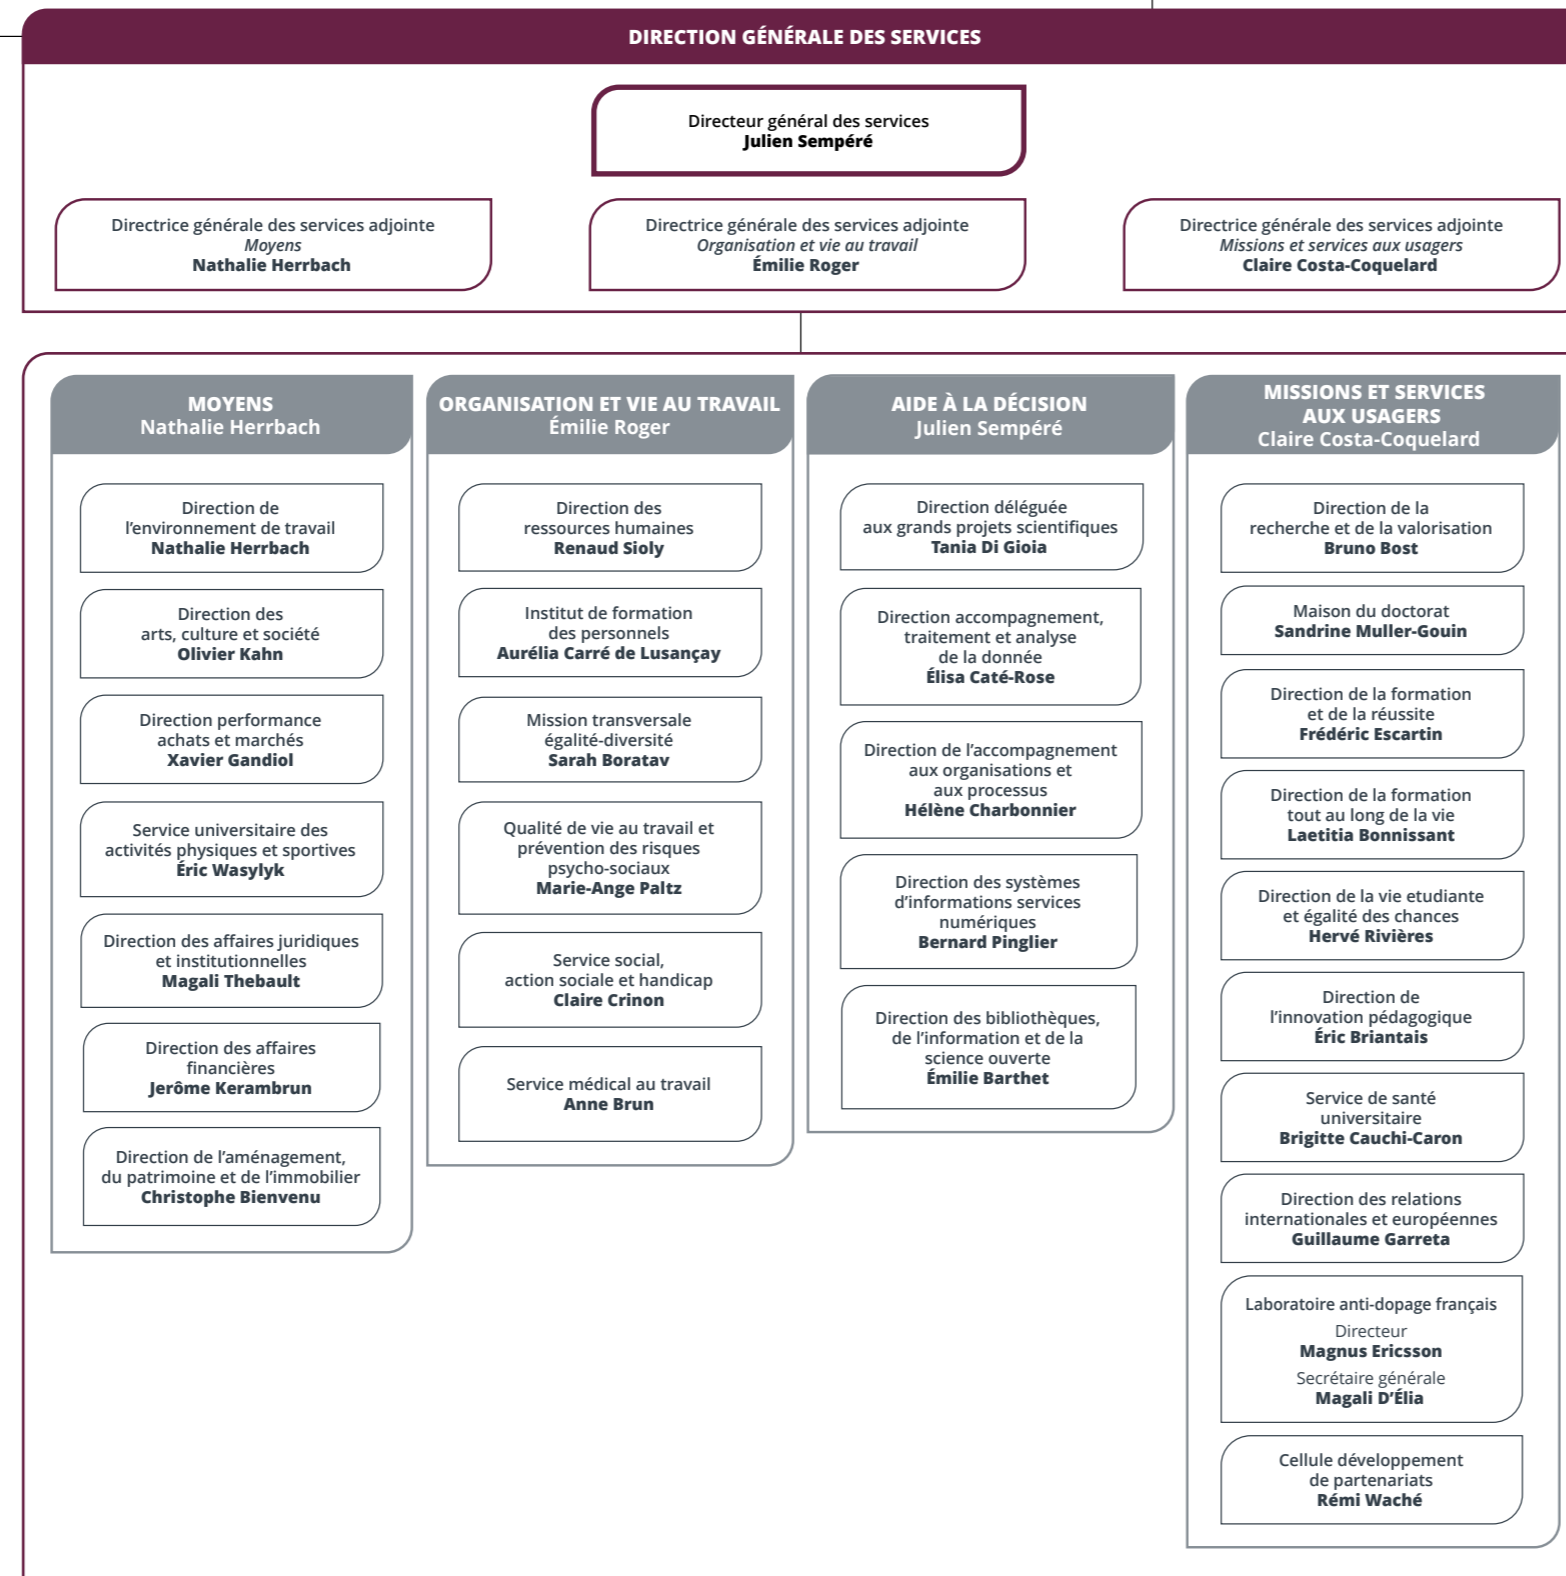 DIRECTION GÉNÉRALE DES SERVICES
Directeur général des services
Julien Sempéré
Directrice générale des services adjointe
Moyens
Nathalie Herrbach
Directrice générale des services adjointe
Organisation et vie au travail
Émilie Roger
Directrice générale des services adjointe
Missions et services aux usagers
Claire Costa-Coquelard
MOYENS
Nathalie Herrbach
Direction de
l'environnement de travail
Nathalie Herrbach
Direction des
arts, culture et société
Olivier Kahn
Direction performance
achats et marchés
Xavier Gandiol
Service universitaire des
activités physiques et sportives
Éric Wasylyk
Direction des affaires juridiques
et institutionnelles
Magali Thebault
Direction des affaires
financières
Jerôme Kerambrun
Direction de l'aménagement,
du patrimoine et de l'immobilier
Christophe Bienvenu
ORGANISATION ET VIE AU TRAVAIL
Émilie Roger
Direction des
ressources humaines
Renaud Sioly
Institut de formation
des personnels
Aurélia Carré de Lusançay
Mission transversale
égalité-diversité
Sarah Boratav
Qualité de vie au travail et
prévention des risques
psycho-sociaux
Marie-Ange Paltz
Service social,
action sociale et handicap
Claire Crinon
Service médical au travail
Anne Brun
AIDE À LA DÉCISION
Julien Sempéré
Direction déléguée
aux grands projets scientifiques
Tania Di Gioia
Direction accompagnement,
traitement et analyse
de la donnée
Élisa Caté-Rose
Direction de l'accompagnement
aux organisations et
aux processus
Hélène Charbonnier
Direction des systèmes
d'informations services
numériques
Bernard Pinglier
Direction des bibliothèques,
de l'information et de la
science ouverte
Émilie Barthet
MISSIONS ET SERVICES
AUX USAGERS
Claire Costa-Coquelard
Direction de la
recherche et de la valorisation
Bruno Bost
Maison du doctorat
Sandrine Muller-Gouin
Direction de la formation
et de la réussite
Frédéric Escartin
Direction de la formation
tout au long de la vie
Laetitia Bonnissant
Direction de la vie etudiante
et égalité des chances
Hervé Rivières
Direction de
l'innovation pédagogique
Éric Briantais
Service de santé
universitaire
Brigitte Cauchi-Caron
Direction des relations
internationales et européennes
Guillaume Garreta
Laboratoire anti-dopage français
Directeur
Magnus Ericsson
Secrétaire générale
Magali D'Élia
Cellule développement
de partenariats
Rémi Waché